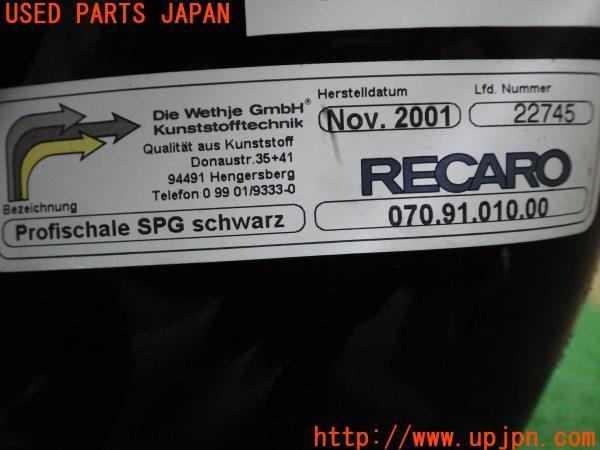 USED PARTS JAPAN
Die Wethje GmbH®
Kunststofftechnik
Qualität aus Kunststoff
Donaustr.35+41
94491 Hengersberg
Telefon 0 99 01/9333-0
Bezeichnung
Profischale SPG schwarz
Herstelldatum
Nov. 2001
Lfd. Nummer
22745
RECARO
070.91.010.00
http://www.upjpn.com